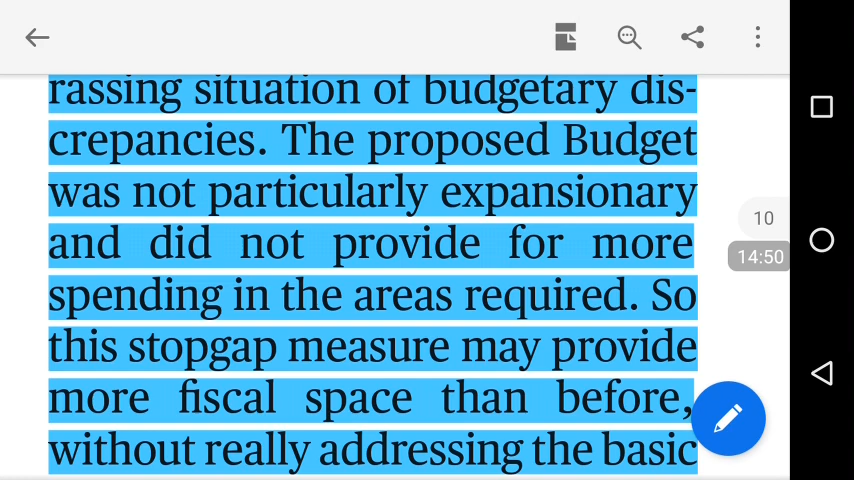 rassing situation of budgetary dis-
crepancies. The proposed Budget
was not particularly expansionary
and did not provide for more
spending in the areas required. So
this stopgap measure may provide
more fiscal space than before,
without really addressing the basic
10
14:50